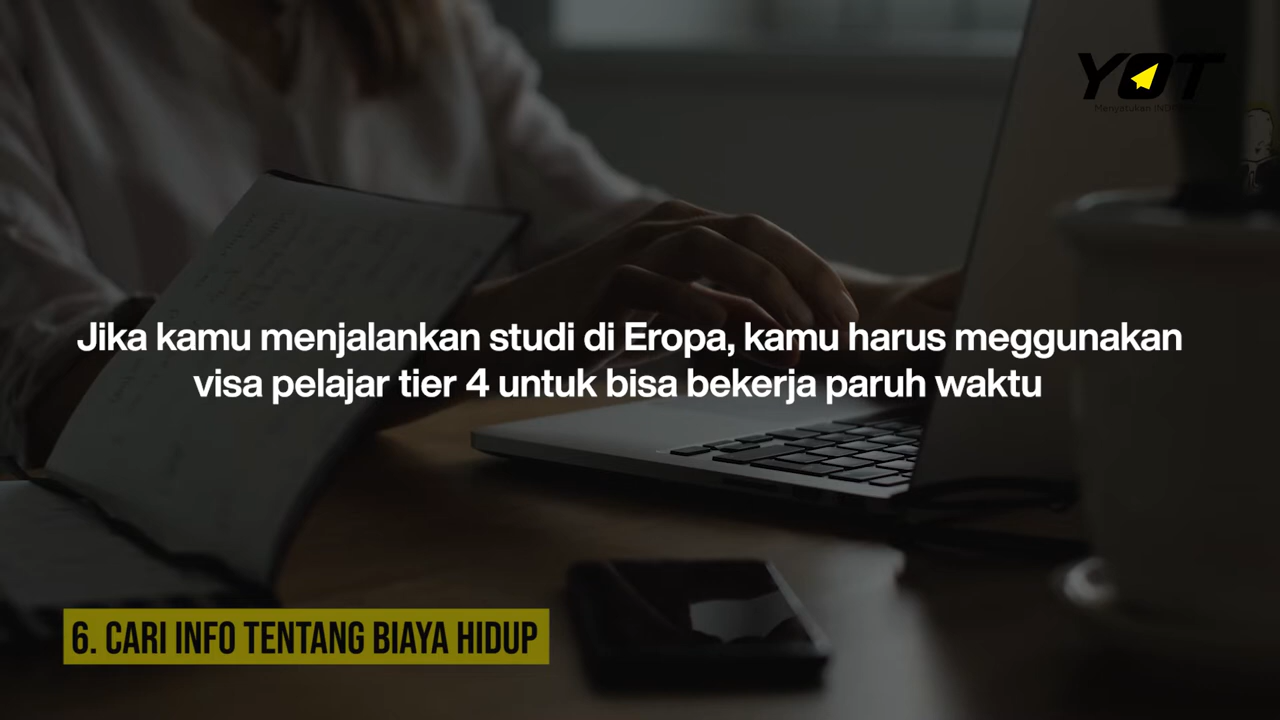 YOT
Menyatukan
Jika kamu menjalankan studi di Eropa, kamu harus meggunakan
visa pelajar tier 4 untuk bisa bekerja paruh waktu
6. CARI INFO TENTANG BIAYA HIDUP